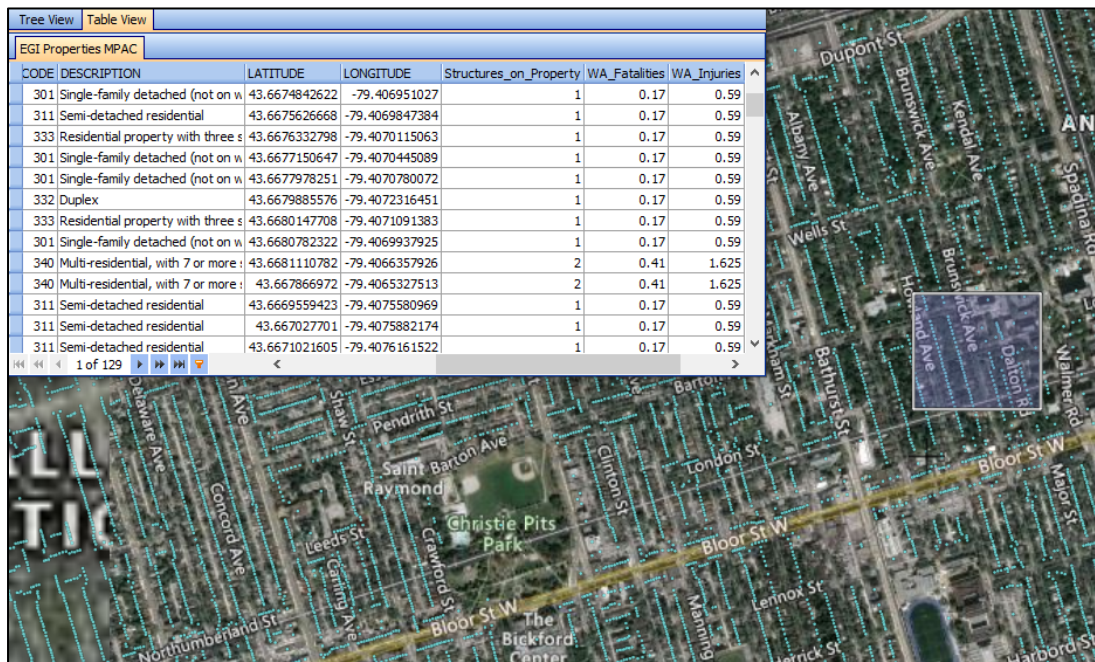 Tree View Table View
EGI Properties MPAC
CODE DESCRIPTION LATITUDE LONGITUDE Structures_on_Property WA_Fatalities WA_Injuries
301 Single-family detached (not on w 43.6674842622 -79.406951027 1 0.17 0.59
311 Semi-detached residential 43.6675626668 -79.4069847384 1 0.17 0.59
333 Residential property with three s 43.6676332798 -79.4070115063 1 0.17 0.59
301 Single-family detached (not on w 43.6677150647 -79.4070445089 1 0.17 0.59
301 Single-family detached (not on w 43.6677978251 -79.4070780072 1 0.17 0.59
332 Duplex 43.6679885576 -79.4072316451 1 0.17 0.59
333 Residential property with three s 43.6680147708 -79.4071091383 1 0.17 0.59
301 Single-family detached (not on w 43.6680782322 -79.4069937925 1 0.17 0.59
340 Multi-residential, with 7 or more 43.6681110782 -79.4066357926 2 0.41 1.625
340 Multi-residential, with 7 or more 43.667866972 -79.4065327513 2 0.41 1.625
311 Semi-detached residential 43.6669559423 -79.4075580969 1 0.17 0.59
311 Semi-detached residential 43.667027701 -79.4075882174 1 0.17 0.59
311 Semi-detached residential 43.6671021605 -79.4076161522 1 0.17 0.59
1 of 129
Dupont St
Brunswick Ave
Kendal Ave
Albany Ave
AN
Spadina Rd
Wells St
Howland Ave
Brunswick Ave
Dalton Rd
Walmer Rd
Markham St
Bathurst St
Delaware Ave
Shaw St
Pendrith St
Barton Ave
Saint
Raymond
Clinton St
London St
Bloor St W
Major St
Concord Ave
Christie Pits
Park
Leeds St
Crawford St
Bloor St W
Carling Ave
Lennox St
Manning
Bloor St W
Northumberland St
The
Bickford
Center
Herrick St
Harbord St